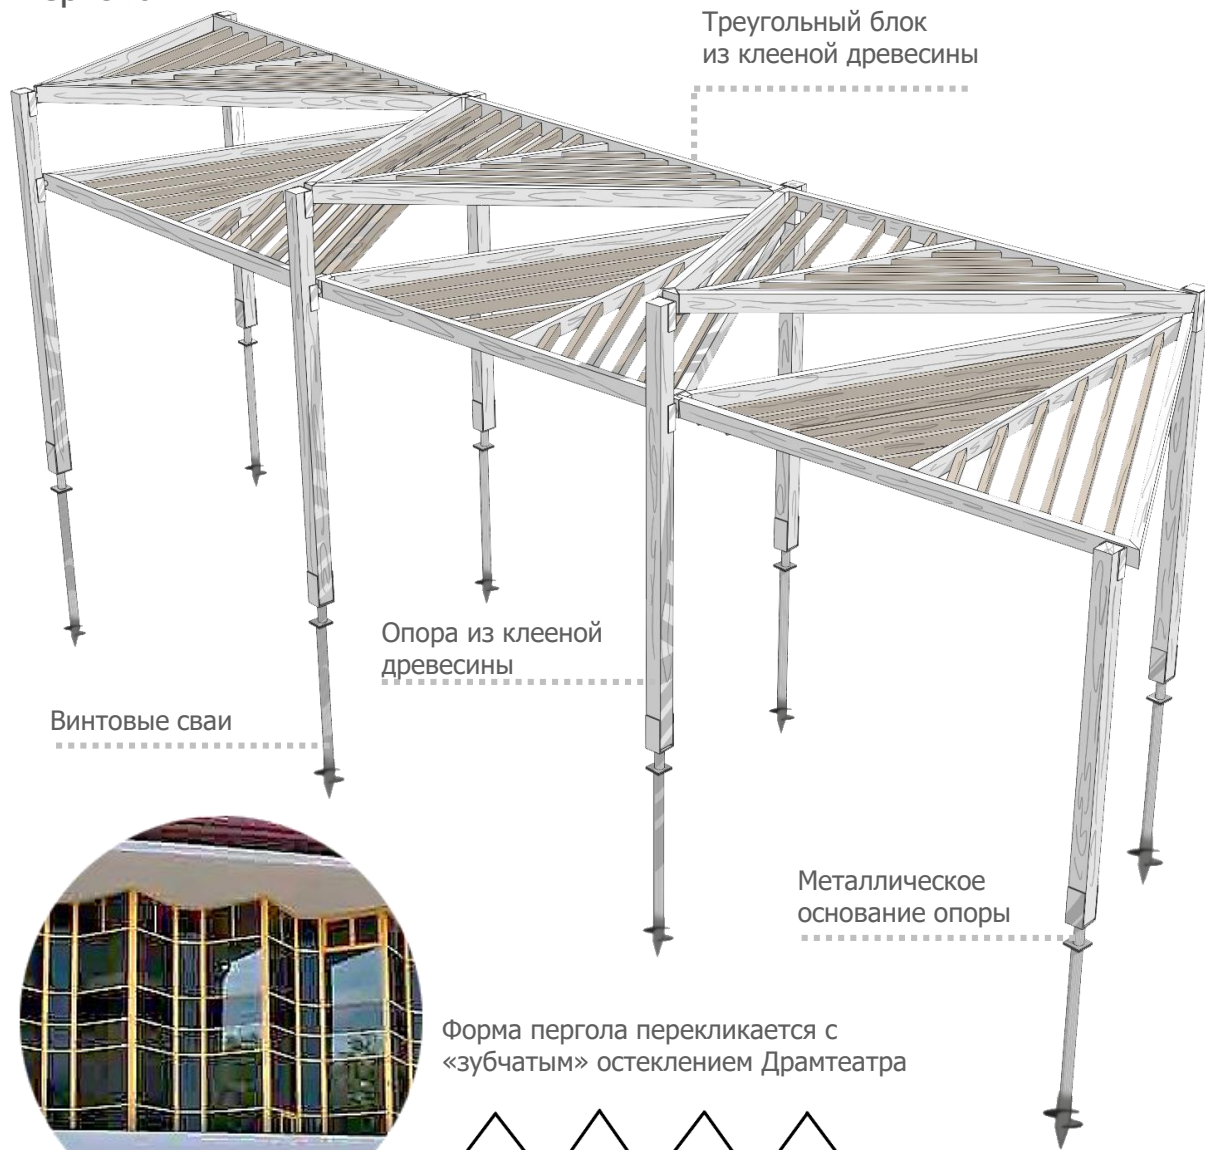 Треугольный блок
из клееной древесины
Опора из клееной
древесины
Винтовые сваи
Металлическое
основание опоры
Форма пергола перекликается с
«зубчатым» остеклением Драмтеатра